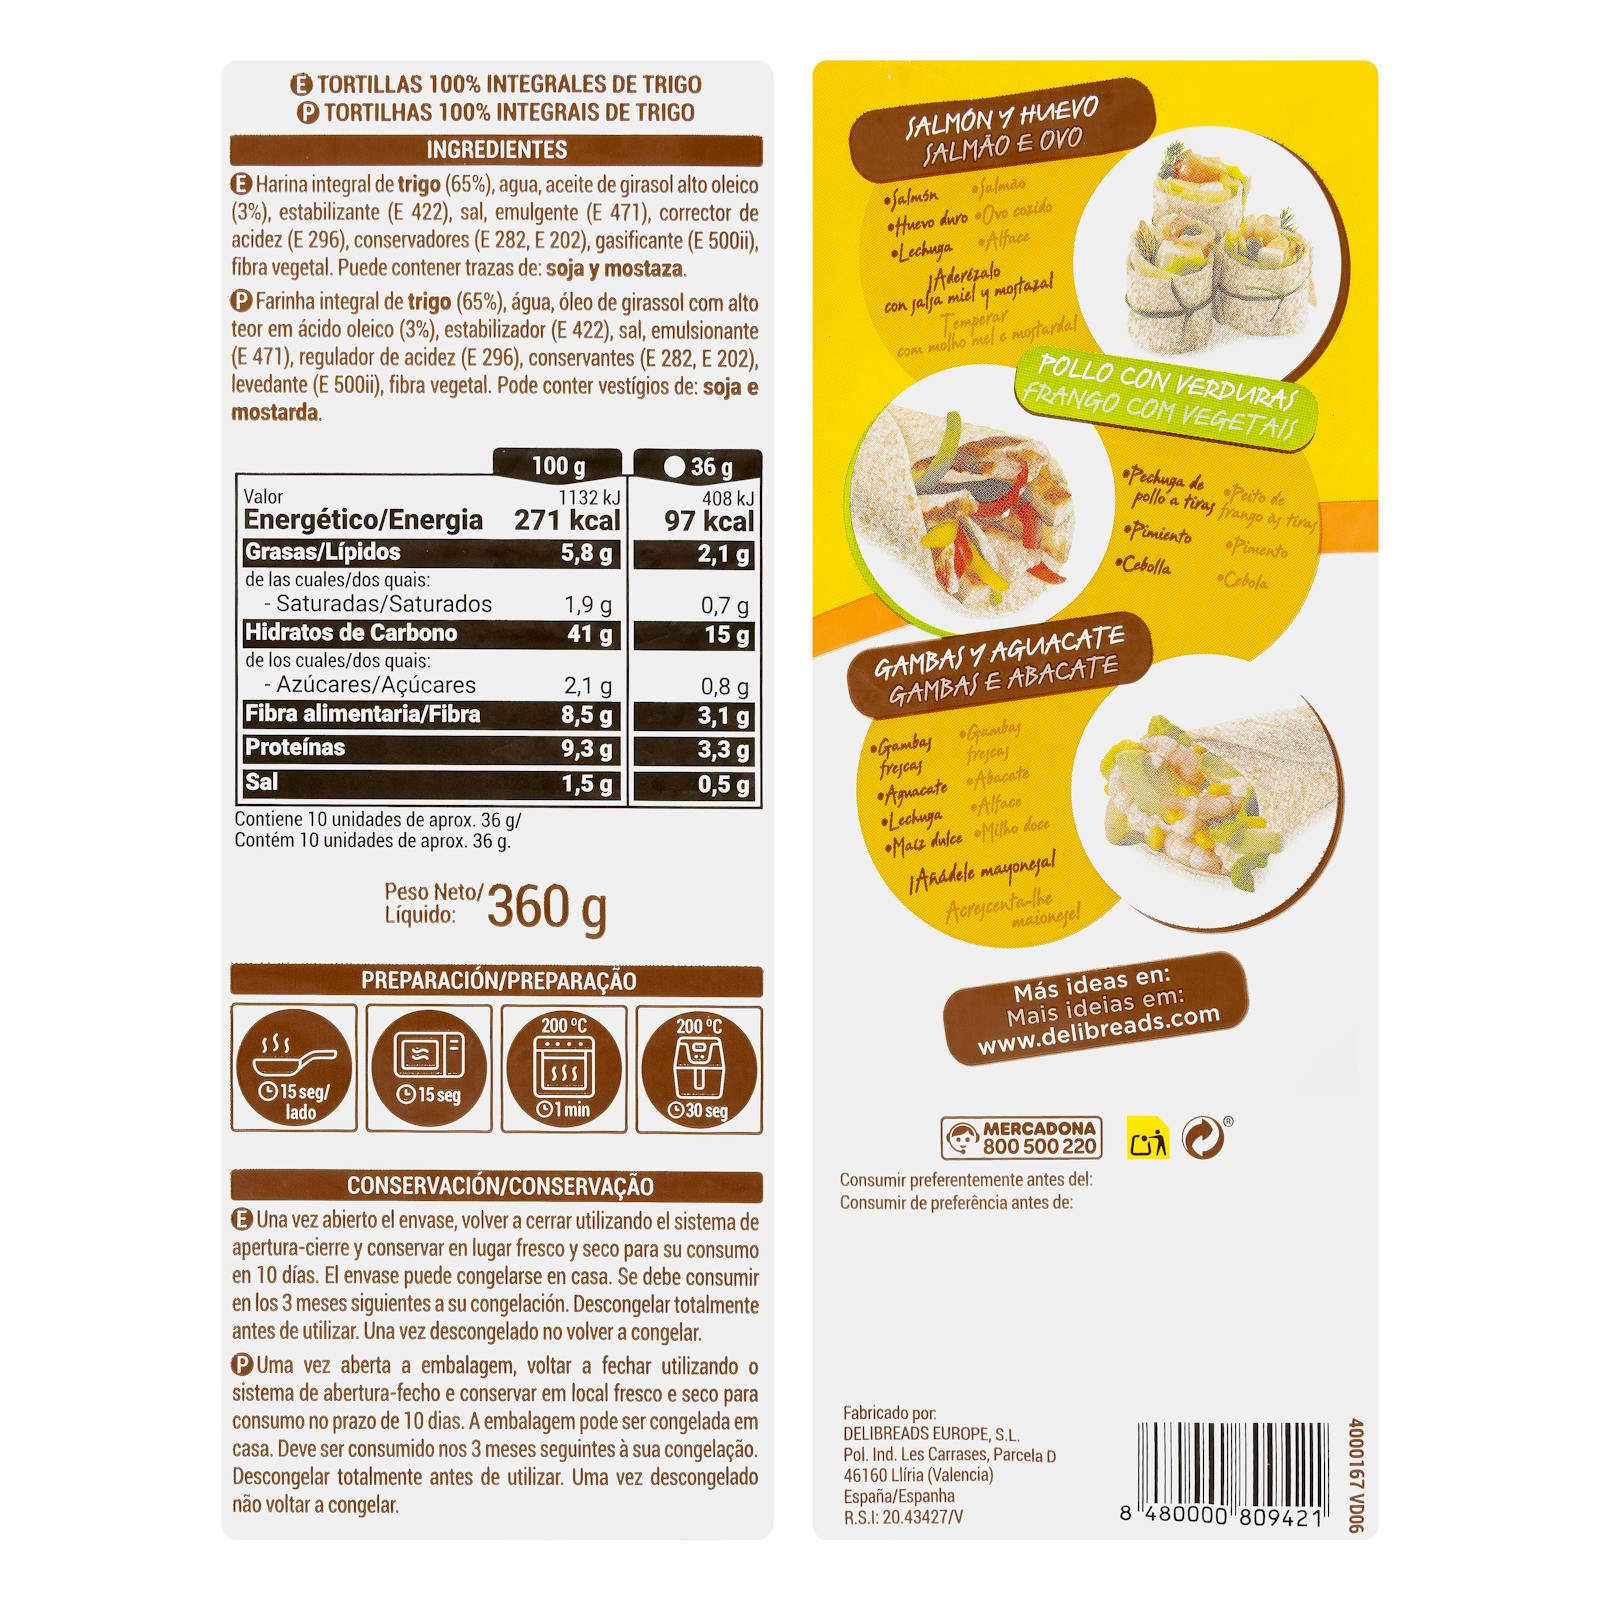 E TORTILLAS 100% INTEGRALES DE TRIGO
P TORTILHAS 100% INTEGRAIS DE TRIGO
INGREDIENTES
E Harina integral de trigo (65%), agua, aceite de girasol alto oleico
(3%), estabilizante (E 422), sal, emulgente (E 471), corrector de
acidez (E 296), conservadores (E 282, E 202), gasificante (E 500ii),
fibra vegetal. Puede contener trazas de: soja y mostaza.
P Farinha integral de trigo (65%), água, óleo de girassol com alto
teor em ácido oleico (3%), estabilizador (E 422), sal, emulsionante
(E 471), regulador de acidez (E 296), conservantes (E 282, E 202),
levedante (E 500ii), fibra vegetal. Pode conter vestígios de: soja e
mostarda.
100 g 36 g
Valor 1132 kJ 408 kJ
Energético/Energia 271 kcal 97 kcal
Grasas/Lípidos 5,8 g 2,1 g
de las cuales/dos quais:
- Saturadas/Saturados 1,9 g 0,7 g
Hidratos de Carbono 41 g 15 g
de los cuales/dos quais:
- Azúcares/Açúcares 2,1 g 0,8 g
Fibra alimentaria/Fibra 8,5 g 3,1 g
Proteínas 9,3 g 3,3 g
Sal 1,5 g 0,5 g
Contiene 10 unidades de aprox. 36 g/
Contém 10 unidades de aprox. 36 g.
Peso Neto/
Líquido: 360 g
PREPARACIÓN/PREPARAÇÃO
200 ºC 200 ºC
15 seg/
lado
15 seg
1 min
30 seg
CONSERVACIÓN/CONSERVAÇÃO
E Una vez abierto el envase, volver a cerrar utilizando el sistema de
apertura-cierre y conservar en lugar fresco y seco para su consumo
en 10 días. El envase puede congelarse en casa. Se debe consumir
en los 3 meses siguientes a su congelación. Descongelar totalmente
antes de utilizar. Una vez descongelado no volver a congelar.
P Uma vez aberta a embalagem, voltar a fechar utilizando o
sistema de abertura-fecho e conservar em local fresco e seco para
consumo no prazo de 10 dias. A embalagem pode ser congelada em
casa. Deve ser consumido nos 3 meses seguintes à sua congelação.
Descongelar totalmente antes de utilizar. Uma vez descongelado
não voltar a congelar.
SALMÓN Y HUEVO
SALMÃO E OVO
•Salmón •Salmão
•Huevo duro •Ovo cozido
•Lechuga •Alface
¡Aderézalo
con salsa miel y mostaza!
Temperar
com molho mel e mostarda!
POLLO CON VERDURAS
FRANGO COM VEGETAIS
•Pechuga de
pollo a tiras
•Peito de
frango às tiras
•Pimiento •Pimento
•Cebolla •Cebola
GAMBAS Y AGUACATE
GAMBAS E ABACATE
•Gambas
frescas
•Gambas
frescas
•Aguacate •Abacate
•Lechuga •Alface
•Maíz dulce •Milho doce
¡Añádele mayonesa!
Acrescenta-lhe
maionese!
Más ideas en:
Mais ideias em:
www.delibreads.com
MERCADONA
800 500 220
®
Consumir preferentemente antes del:
Consumir de preferência antes de:
Fabricado por:
DELIBREADS EUROPE, S.L.
Pol. Ind. Les Carrases, Parcela D
46160 Llíria (Valencia)
España/Espanha
R.S.I: 20.43427/V
8 480000 809421
4000167 VD06